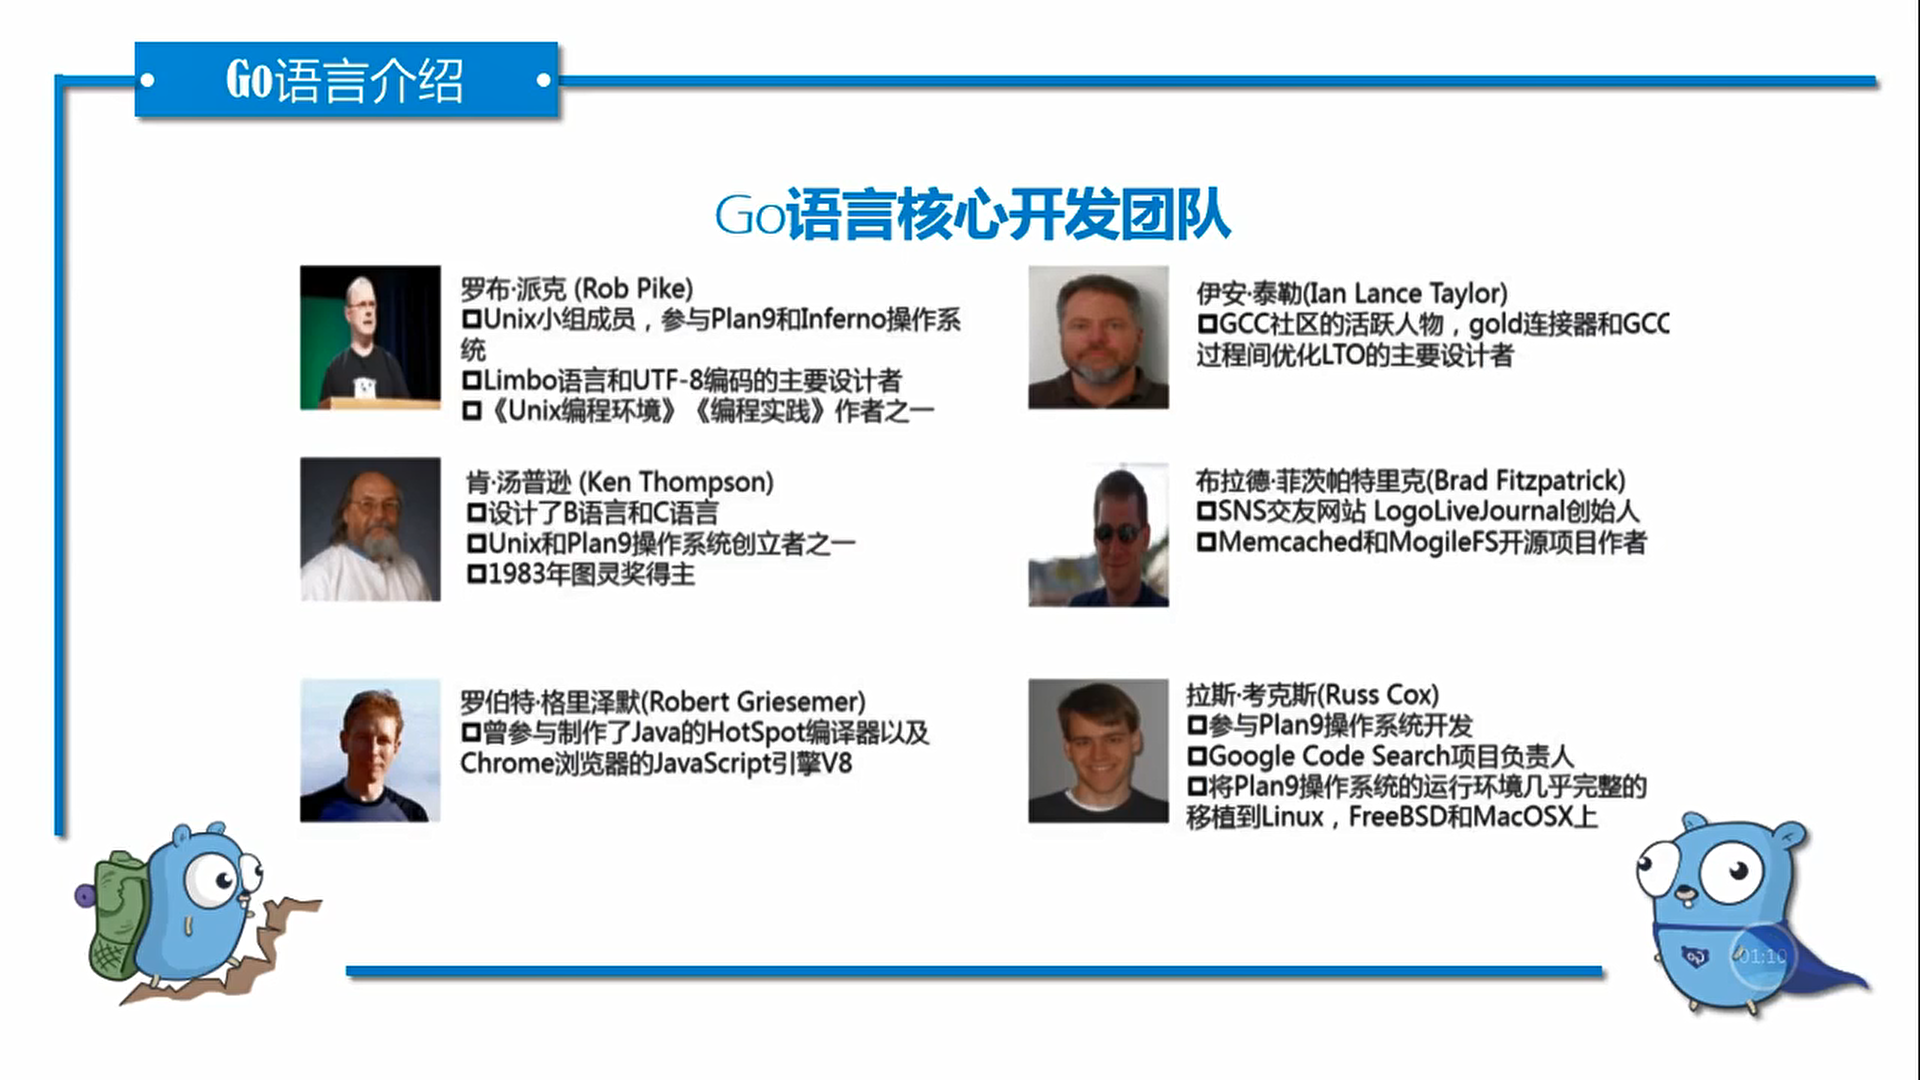 Go语言介绍
Go语言核心开发团队
罗布·派克 (Rob Pike)
Unix小组成员，参与Plan9和Inferno操作系
统
Limbo语言和UTF-8编码的主要设计者
《Unix编程环境》《编程实践》作者之一
伊安·泰勒(Ian Lance Taylor)
GCC社区的活跃人物，gold连接器和GCC
过程间优化LTO的主要设计者
肯·汤普逊 (Ken Thompson)
设计了B语言和C语言
Unix和Plan9操作系统创立者之一
1983年图灵奖得主
布拉德·菲茨帕特里克(Brad Fitzpatrick)
SNS交友网站 LogoLiveJournal创始人
Memcached和MogileFS开源项目作者
罗伯特·格里泽默(Robert Griesemer)
曾参与制作了Java的HotSpot编译器以及
Chrome浏览器的JavaScript引擎V8
拉斯·考克斯(Russ Cox)
参与Plan9操作系统开发
Google Code Search项目负责人
将Plan9操作系统的运行环境几乎完整的
移植到Linux，FreeBSD和MacOSX上
go
01:10